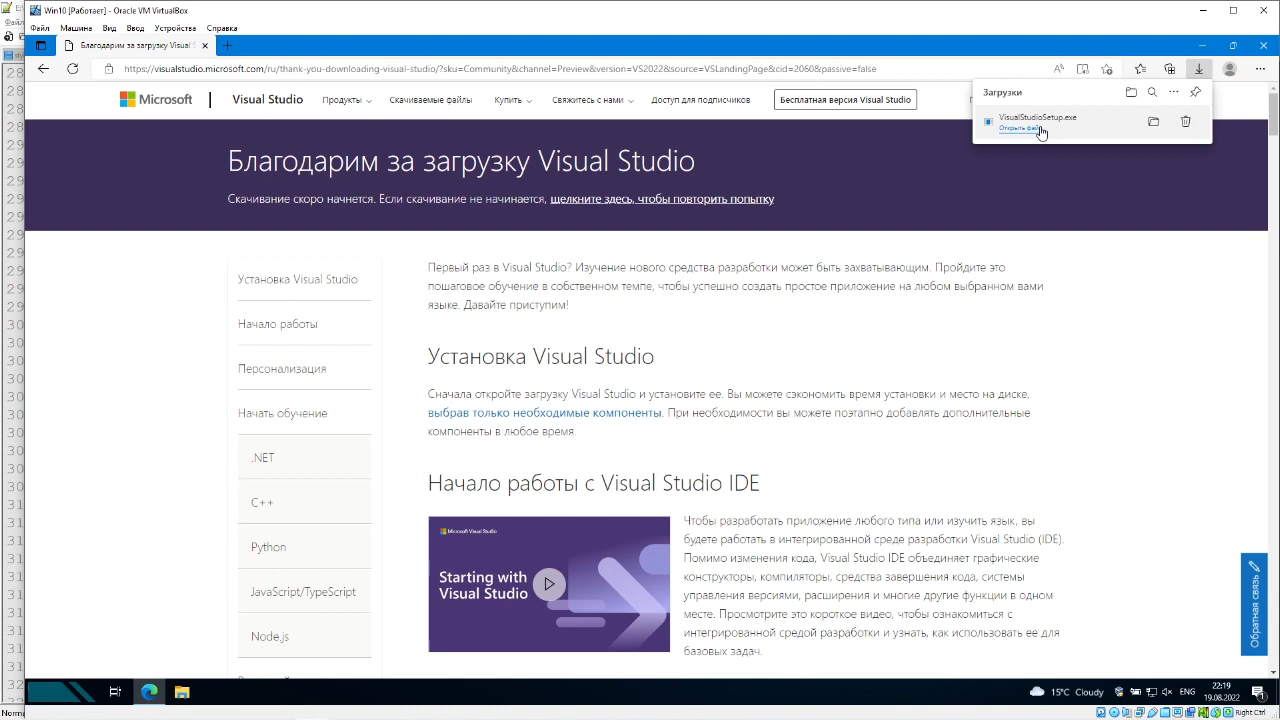 Win10 [Работает] - Oracle VM VirtualBox
Файл Машина Вид Ввод Устройства Справка
Благодарим за загрузку Visual S
https://visualstudio.microsoft.com/ru/thank-you-downloading-visual-studio/?sku=Community&channel=Preview&version=VS2022&source=VSLandingPage&cid=2060&passive=false
Microsoft | Visual Studio Продукты Скачиваемые файлы Купить Свяжитесь с нами Доступ для подписчиков Бесплатная версия Visual Studio
Загрузки
VisualStudioSetup.exe
Открыть
Благодарим за загрузку Visual Studio
Скачивание скоро начнется. Если скачивание не начинается, щелкните здесь, чтобы повторить попытку
Установка Visual Studio
Начало работы
Персонализация
Начать обучение
.NET
C++
Python
JavaScript/TypeScript
Node.js
Первый раз в Visual Studio? Изучение нового средства разработки может быть захватывающим. Пройдите это
пошаговое обучение в собственном темпе, чтобы успешно создать простое приложение на любом выбранном вами
языке. Давайте приступим!
Установка Visual Studio
Сначала откройте загрузку Visual Studio и установите ее. Вы можете сэкономить время установки и место на диске,
выбрав только необходимые компоненты. При необходимости вы можете поэтапно добавлять дополнительные
компоненты в любое время.
Начало работы с Visual Studio IDE
Microsoft Visual Studio
Starting with
Visual Studio
Чтобы разработать приложение любого типа или изучить язык, вы
будете работать в интегрированной среде разработки Visual Studio (IDE).
Помимо изменения кода, Visual Studio IDE объединяет графические
конструкторы, компиляторы, средства завершения кода, системы
управления версиями, расширения и многие другие функции в одном
месте. Просмотрите это короткое видео, чтобы ознакомиться с
интегрированной средой разработки и узнать, как использовать ее для
базовых задач.
Обратная связь
15°C Cloudy ENG 22:19
19.08.2022
Right Ctrl